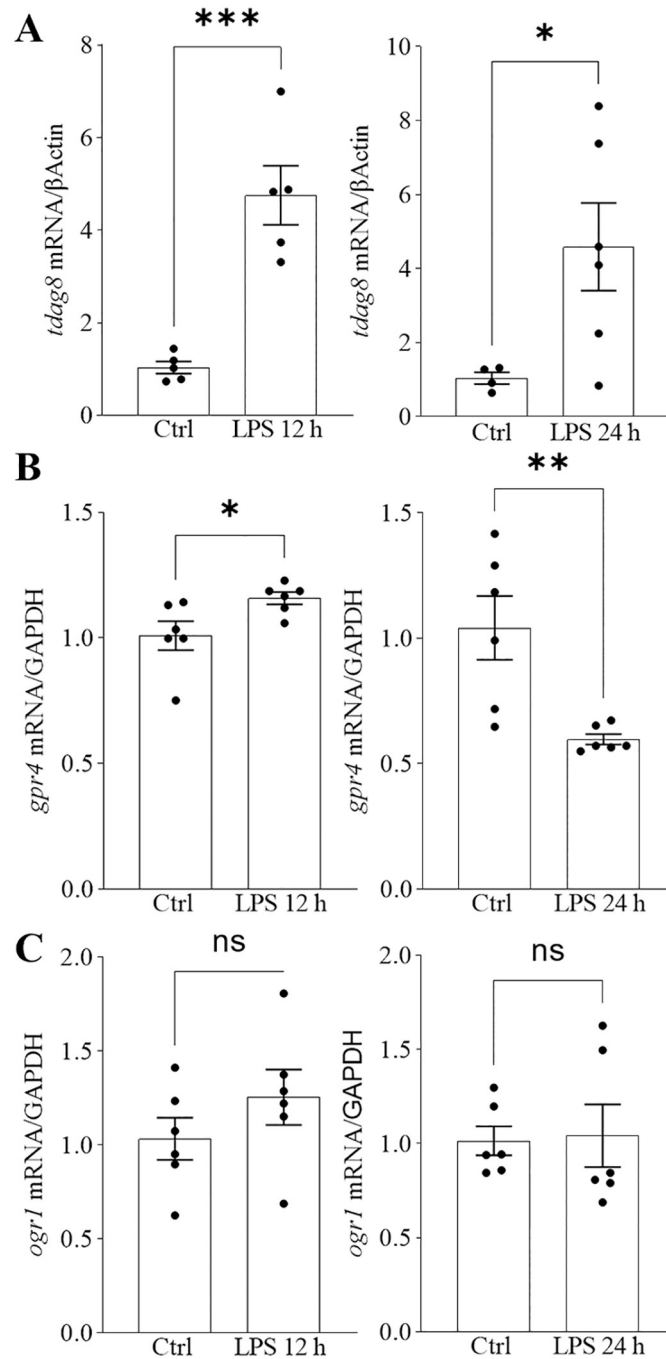 A
***
8
6
4
2
0
tdag8 mRNA/βActin
Ctrl
LPS 12 h
*
10
8
6
4
2
0
tdag8 mRNA/βActin
Ctrl
LPS 24 h
B
*
1.5
1.0
0.5
0.0
gpr4 mRNA/GAPDH
Ctrl
LPS 12 h
**
1.5
1.0
0.5
0.0
gpr4 mRNA/GAPDH
Ctrl
LPS 24 h
C
ns
2.0
1.5
1.0
0.5
0.0
ogr1 mRNA/GAPDH
Ctrl
LPS 12 h
ns
2.0
1.5
1.0
0.5
0.0
ogr1 mRNA/GAPDH
Ctrl
LPS 24 h